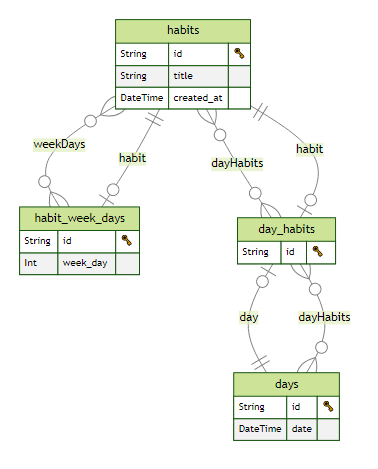 habits
String id
String title
DateTime created_at
weekDays
habit
dayHabits
habit
habit_week_days
String id
Int week_day
day_habits
String id
day
dayHabits
days
String id
DateTime date